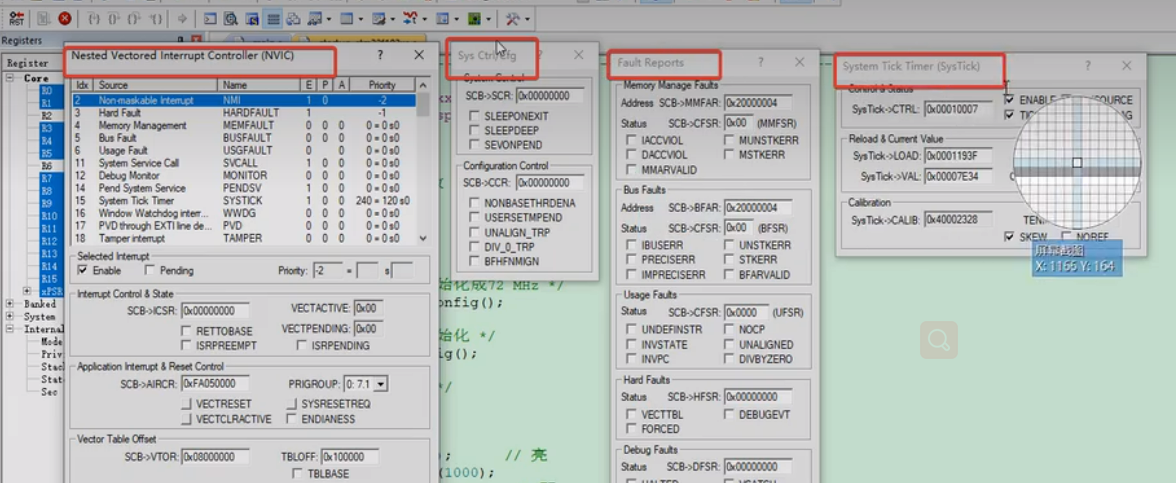 Registers
Register
Core
R0
R1
R2
R3
R4
R5
R6
R7
R8
R9
R10
R11
R12
R13
R14
R15
xPSR
Banked
System
Internal
Mode
Privi
Stack
State
Sec
Nested Vectored Interrupt Controller (NVIC)
Idx Source Name E P A Priority
2 Non-maskable Interrupt NMI 1 0 -2
3 Hard Fault HARDFAULT 1 -1
4 Memory Management MEMFAULT 0 0 0 0 = 0 s0
5 Bus Fault BUSFAULT 0 0 0 0 = 0 s0
6 Usage Fault USGFAULT 0 0 0 0 = 0 s0
11 System Service Call SVCALL 1 0 0 0 = 0 s0
12 Debug Monitor MONITOR 0 0 0 0 = 0 s0
14 Pend System Service PENDSV 1 0 0 0 = 0 s0
15 System Tick Timer SYSTICK 1 0 0 240 = 120 s0
16 Window Watchdog interr... WWDG 0 0 0 0 = 0 s0
17 PVD through EXTI line de... PVD 0 0 0 0 = 0 s0
18 Tamper interrupt TAMPER 0 0 0 0 = 0 s0
Selected Interrupt
Enable Pending Priority: -2 = s
Interrupt Control & State
SCB->ICSR: 0x00000000 VECTACTIVE: 0x00
RETTOBASE VECTPENDING: 0x00
ISRPREEMPT ISRPENDING
Application Interrupt & Reset Control
SCB->AIRCR: 0xFA050000 PRIGROUP: 0: 7.1
VECTRESET SYSRESETREQ
VECTCLRACTIVE ENDIANESS
Vector Table Offset
SCB->VTOR: 0x08000000 TBLOFF: 0x100000
TBLBASE
Sys Ctrl/Cfg
System Control
SCB->SCR: 0x00000000
SLEEPONEXIT
SLEEPDEEP
SEVONPEND
Configuration Control
SCB->CCR: 0x00000000
NONBASETHRDENA
USERSETMPEND
UNALIGN_TRP
DIV_0_TRP
BFHFNMIGN
始化成72 MHz */
onfig();
始化 */
ig();
*/
); // 亮
(1000);
Fault Reports
Memory Manage Faults
Address SCB->MMFAR: 0x20000004
Status SCB->CFSR: 0x00 (MMFSR)
IACCVIOL MUNSTKERR
DACCVIOL MSTKERR
MMARVALID
Bus Faults
Address SCB->BFAR: 0x20000004
Status SCB->CFSR: 0x00 (BFSR)
IBUSERR UNSTKERR
PRECISERR STKERR
IMPRECISERR BFARVALID
Usage Faults
Status SCB->CFSR: 0x0000 (UFSR)
UNDEFINSTR NOCP
INVSTATE UNALIGNED
INVPC DIVBYZERO
Hard Faults
Status SCB->HFSR: 0x00000000
VECTTBL DEBUGEVT
FORCED
Debug Faults
Status SCB->DFSR: 0x00000000
System Tick Timer (SysTick)
Control & Status
SysTick->CTRL: 0x00010007 ENABLE
Reload & Current Value
SysTick->LOAD: 0x0001193F
SysTick->VAL: 0x00007E34
Calibration
SysTick->CALIB: 0x40002328
SKEW NOREF
屏幕截图
X: 1165 Y: 164